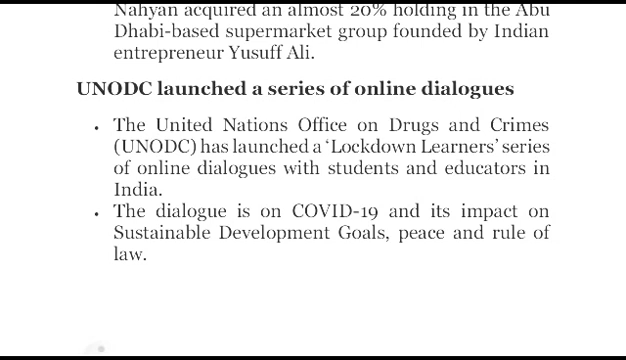 Nahyan acquired an almost 20% holding in the Abu
Dhabi-based supermarket group founded by Indian
entrepreneur Yusuff Ali.
UNODC launched a series of online dialogues
• The United Nations Office on Drugs and Crimes
(UNODC) has launched a ‘Lockdown Learners’ series
of online dialogues with students and educators in
India.
• The dialogue is on COVID-19 and its impact on
Sustainable Development Goals, peace and rule of
law.